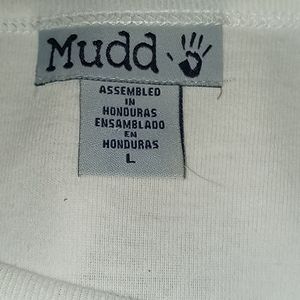 Mudd
ASSEMBLED
IN
HONDURAS
ENSAMBLADO
EN
HONDURAS
L